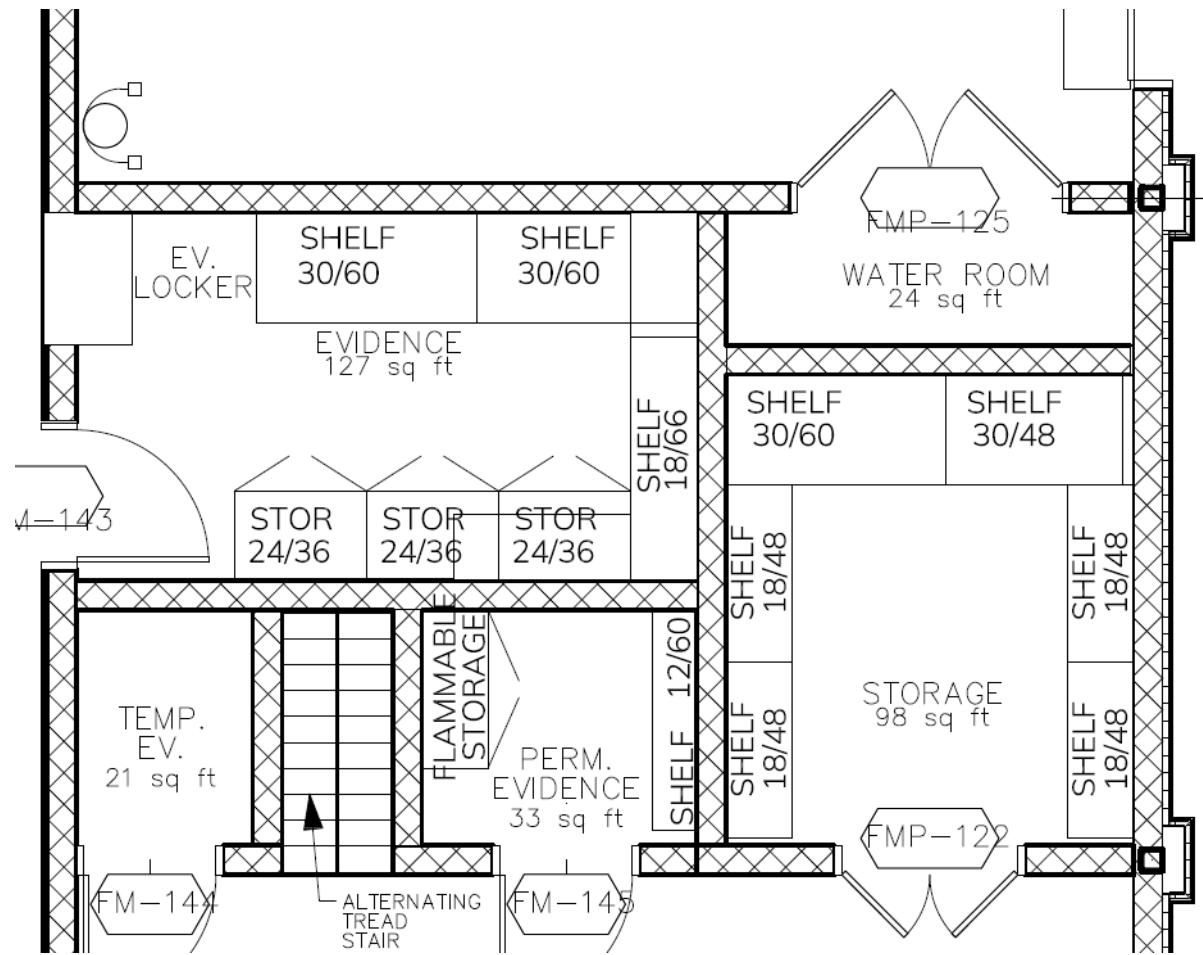 FMP-125
SHELF
30/60
SHELF
30/60
EV.
LOCKER
WATER ROOM
24 sq ft
EVIDENCE
127 sq ft
SHELF
18/66
SHELF
30/60
SHELF
30/48
M-143
STOR
24/36
STOR
24/36
STOR
24/36
SHELF
18/48
SHELF
18/48
FLAMMABLE
STORAGE
SHELF 12/60
TEMP.
EV.
21 sq ft
PERM.
EVIDENCE
33 sq ft
STORAGE
98 sq ft
SHELF
18/48
SHELF
18/48
FMP-122
FM-144
ALTERNATING
TREAD
STAIR
FM-145